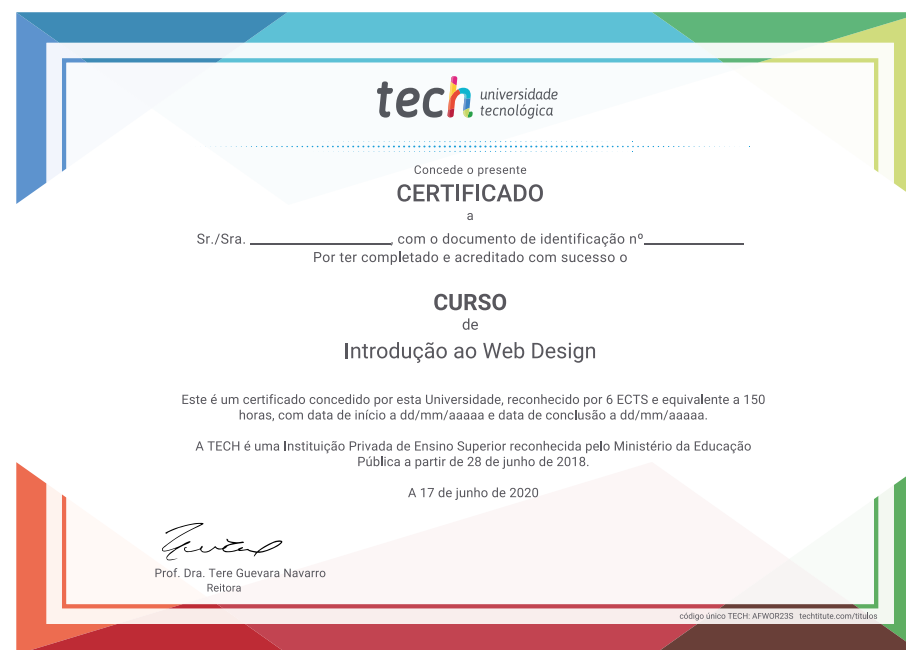 tech universidade
tecnológica
Concede o presente
CERTIFICADO
a
Sr./Sra. , com o documento de identificação nº
Por ter completado e acreditado com sucesso o
CURSO
de
Introdução ao Web Design
Este é um certificado concedido por esta Universidade, reconhecido por 6 ECTS e equivalente a 150
horas, com data de início a dd/mm/aaaaa e data de conclusão a dd/mm/aaaaa.
A TECH é uma Instituição Privada de Ensino Superior reconhecida pelo Ministério da Educação
Pública a partir de 28 de junho de 2018.
A 17 de junho de 2020
Prof. Dra. Tere Guevara Navarro
Reitora
código único TECH: AFWOR23S techtitute.com/titulos